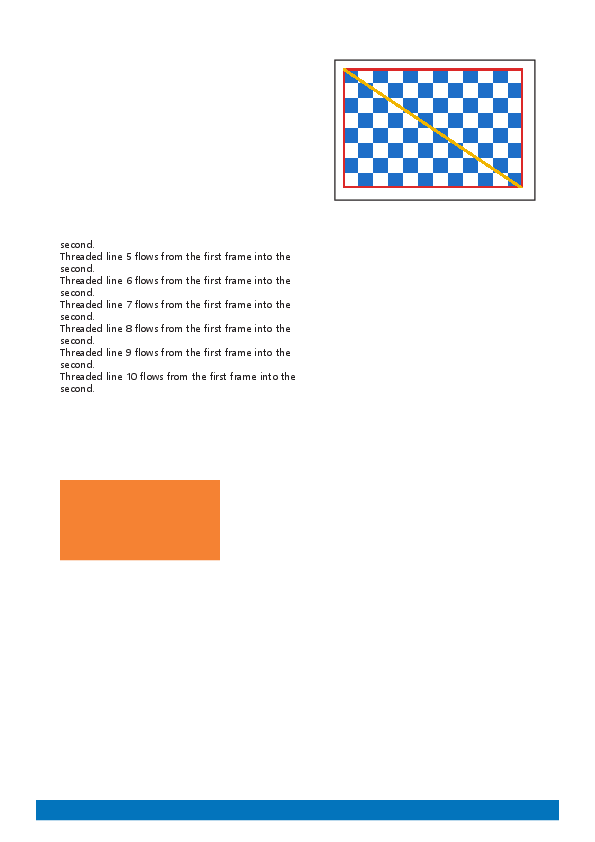 second.
Threaded line 5 flows from the first frame into the
second.
Threaded line 6 flows from the first frame into the
second.
Threaded line 7 flows from the first frame into the
second.
Threaded line 8 flows from the first frame into the
second.
Threaded line 9 flows from the first frame into the
second.
Threaded line 10 flows from the first frame into the
second.